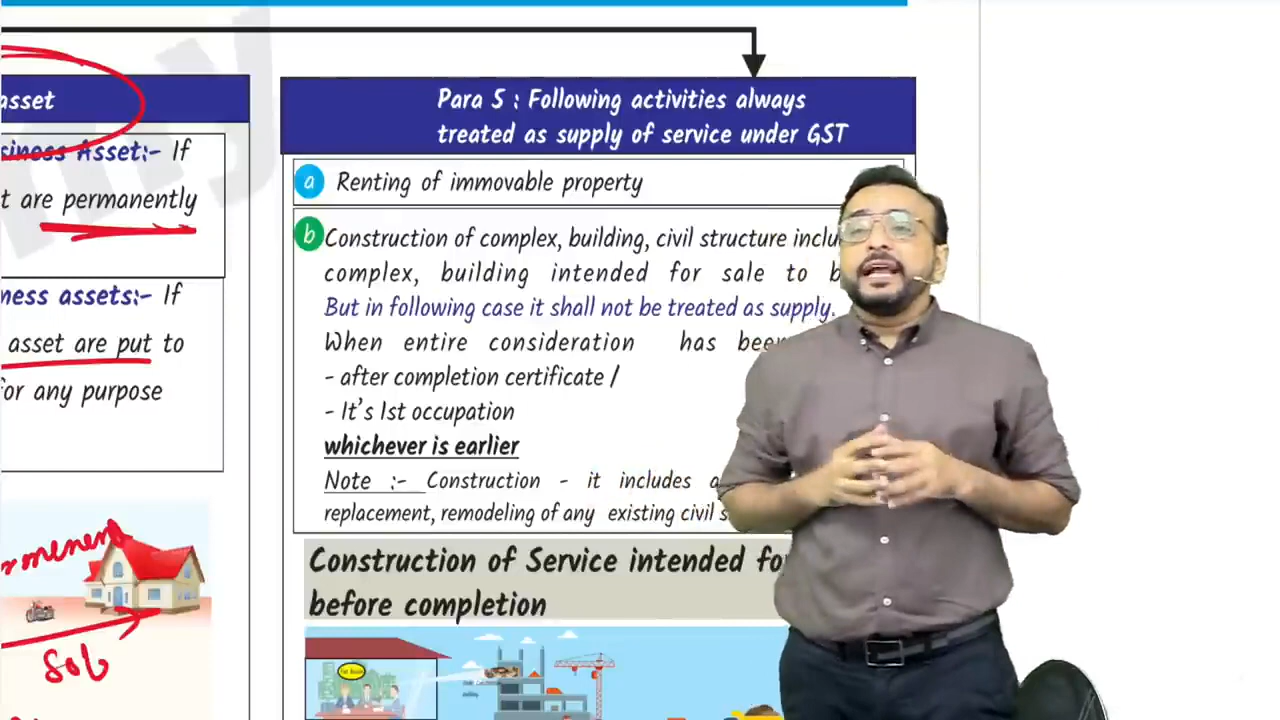 asset
siness Asset:- If
t are permanently
ness assets:- If
asset are put to
for any purpose
sob
Para 5 : Following activities always
treated as supply of service under GST
a Renting of immovable property
b Construction of complex, building, civil structure inclu
complex, building intended for sale to b
But in following case it shall not be treated as supply.
When entire consideration has been
- after completion certificate /
- It's 1st occupation
whichever is earlier
Note :- Construction - it includes a
replacement, remodeling of any existing civil s
Construction of Service intended fo
before completion